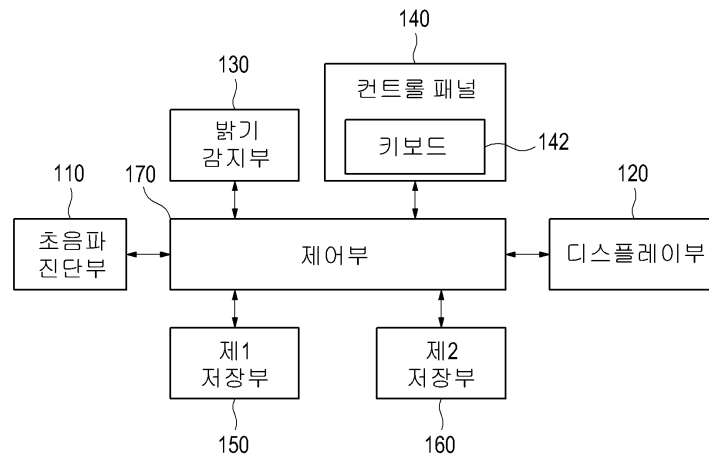 140
130
컨트롤 패널
밝기
감지부
키보드
142
110
170
120
초음파
진단부
제어부
디스플레이부
제1
저장부
제2
저장부
150
160